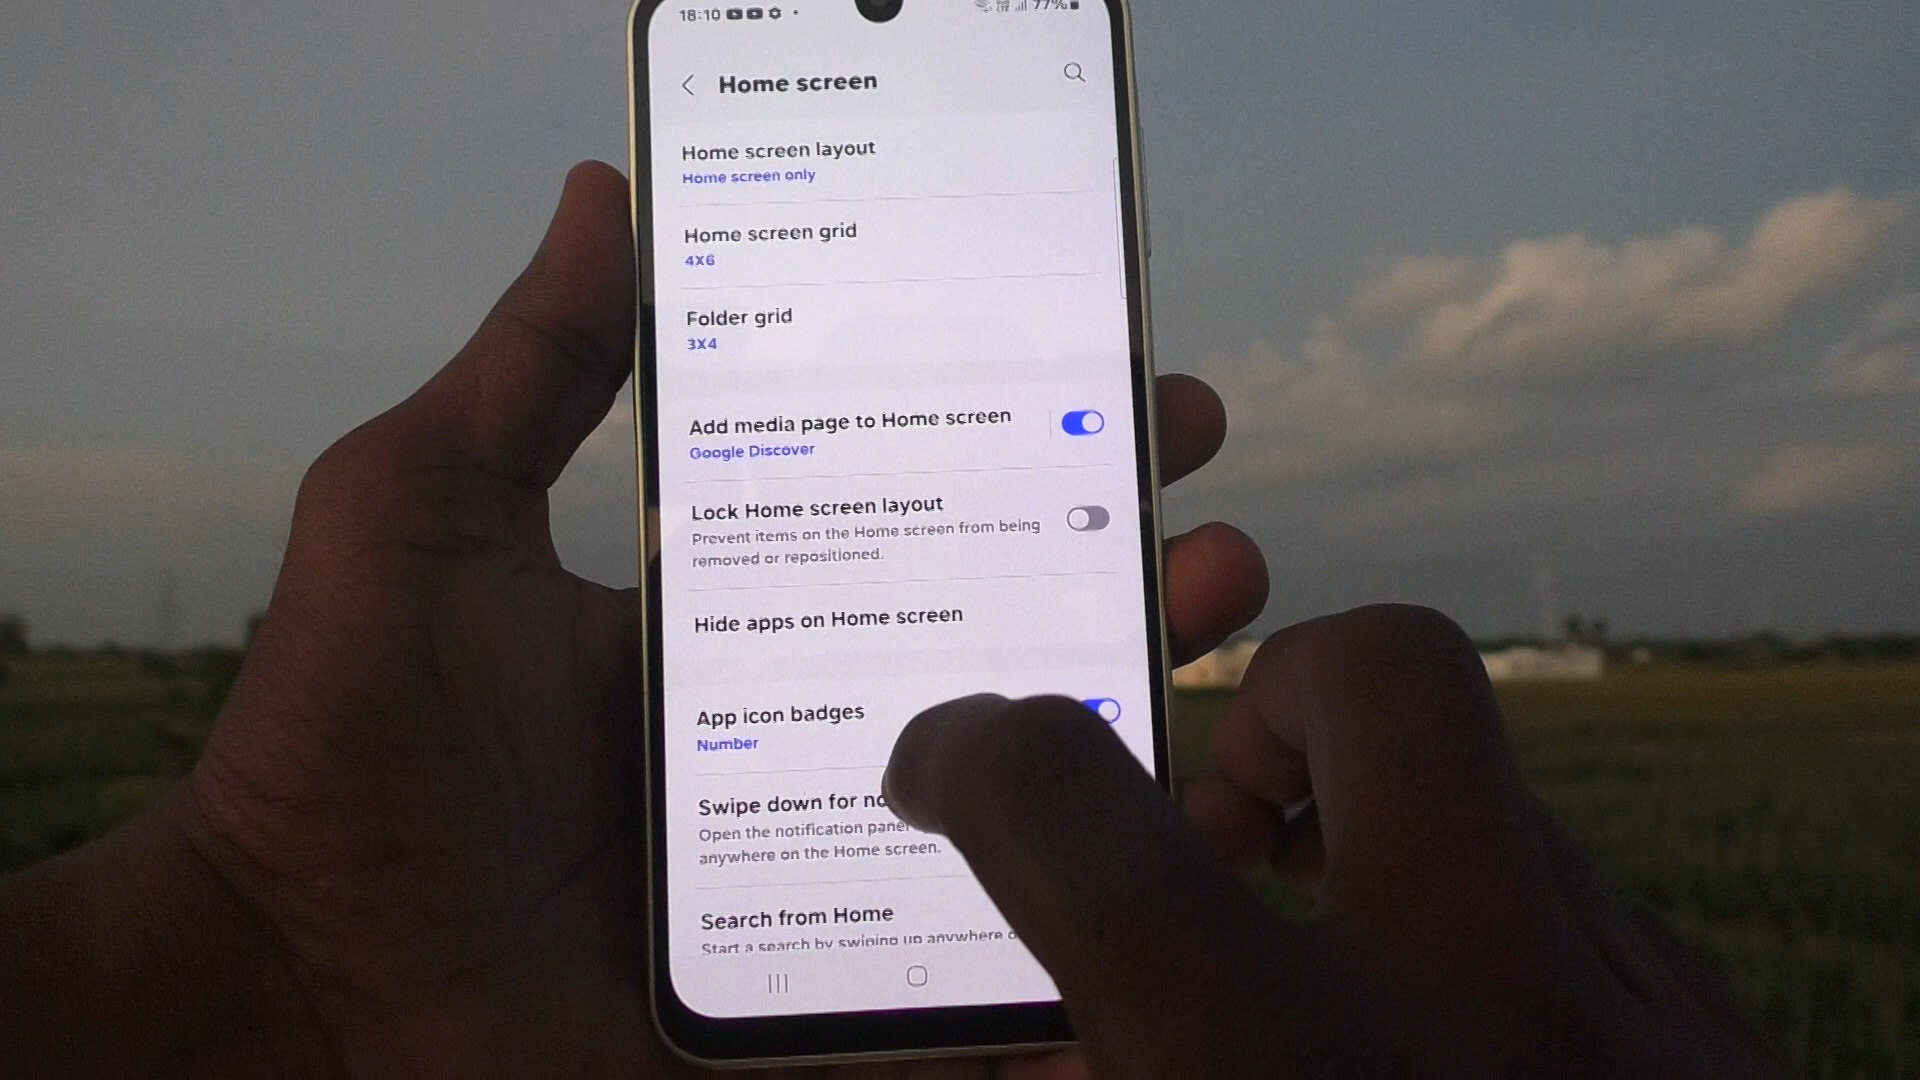 18:10
77%
Home screen
Home screen layout
Home screen only
Home screen grid
4X6
Folder grid
3X4
Add media page to Home screen
Google Discover
Lock Home screen layout
Prevent items on the Home screen from being
removed or repositioned.
Hide apps on Home screen
App icon badges
Number
Swipe down for
Open the notification panel
anywhere on the Home screen.
Search from Home
Start a search by swiping up anywhere